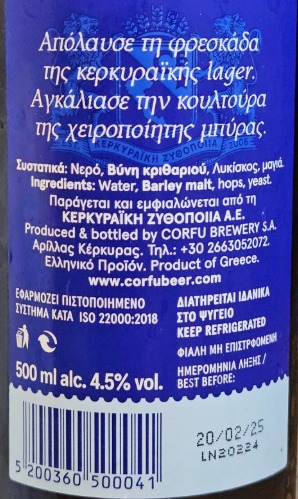 Απόλαυσε τη φρεσκάδα
της κερκυραϊκής lager.
Αγκάλιασε την κουλτούρα
της χειροποίητης μπύρας.
ΚΕΡΚΥΡΑΪΚΗ ΖΥΘΟΠΟΙΙΑ
2006
Συστατικά: Νερό, Βύνη κριθαριού, Λυκίσκος, μαγιά.
Ingredients: Water, Barley malt, hops, yeast.
Παράγεται και εμφιαλώνεται από τη
ΚΕΡΚΥΡΑΪΚΗ ΖΥΘΟΠΟΙΙΑ Α.Ε.
Produced & bottled by CORFU BREWERY S.A.
Αρίλλας Κέρκυρας. Τηλ.: +30 2663052072.
Ελληνικό Προϊόν. Product of Greece.
www.corfubeer.com
ΕΦΑΡΜΟΖΕΙ ΠΙΣΤΟΠΟΙΗΜΕΝΟ
ΣΥΣΤΗΜΑ ΚΑΤΑ ISO 22000:2018
ΔΙΑΤΗΡΕΙΤΑΙ ΙΔΑΝΙΚΑ
ΣΤΟ ΨΥΓΕΙΟ
KEEP REFRIGERATED
ΦΙΑΛΗ ΜΗ ΕΠΙΣΤΡΦΟΜΕΝΗ
ΗΜΕΡΟΜΗΝΙΑ ΛΗΞΗΣ /
BEST BEFORE:
500 ml alc. 4.5% vol.
20/02/25
LN20224
5 200360 500041